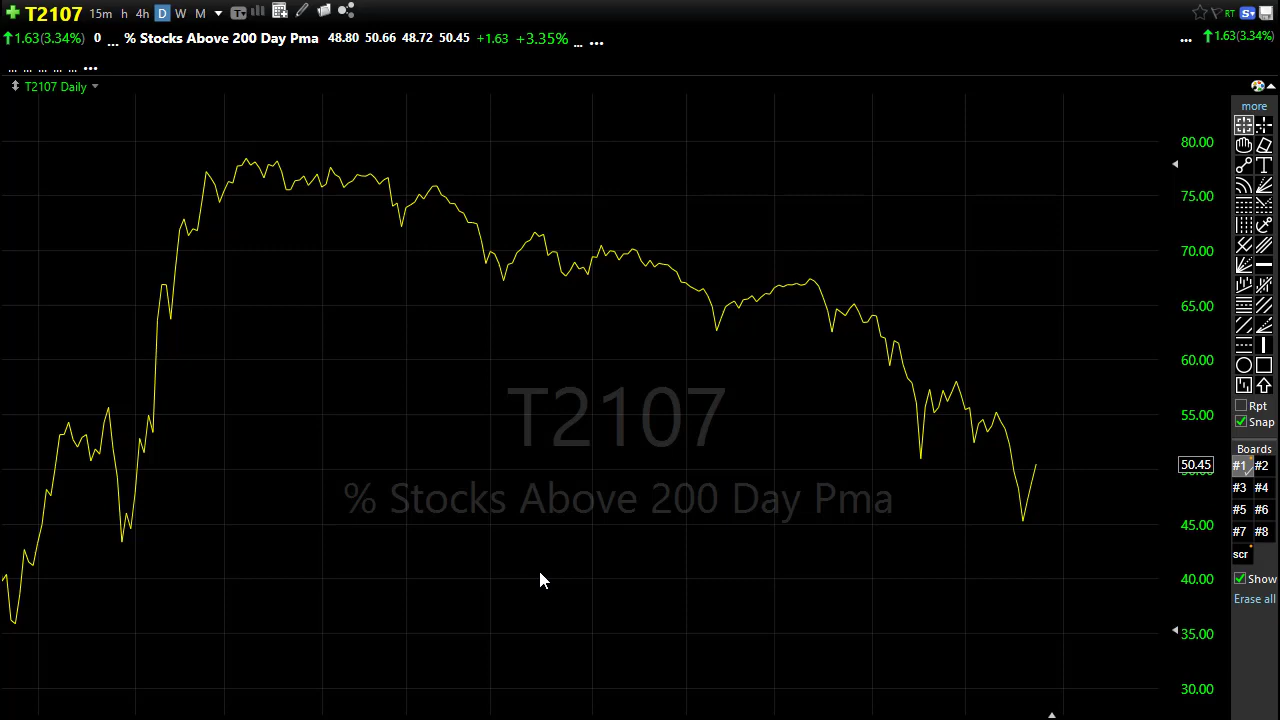 T2107 15m h 4h D W M T RT S
1.63(3.34%) 0 ... % Stocks Above 200 Day Pma 48.80 50.66 48.72 50.45 +1.63 +3.35% ... ... ... 1.63(3.34%)
... ... ... ... ... ...
T2107 Daily
more
80.00
75.00
70.00
65.00
60.00
55.00
50.45
45.00
40.00
35.00
30.00
T2107
% Stocks Above 200 Day Pma
Rpt
Snap
Boards
#1 #2
#3 #4
#5 #6
#7 #8
scr
Show
Erase all